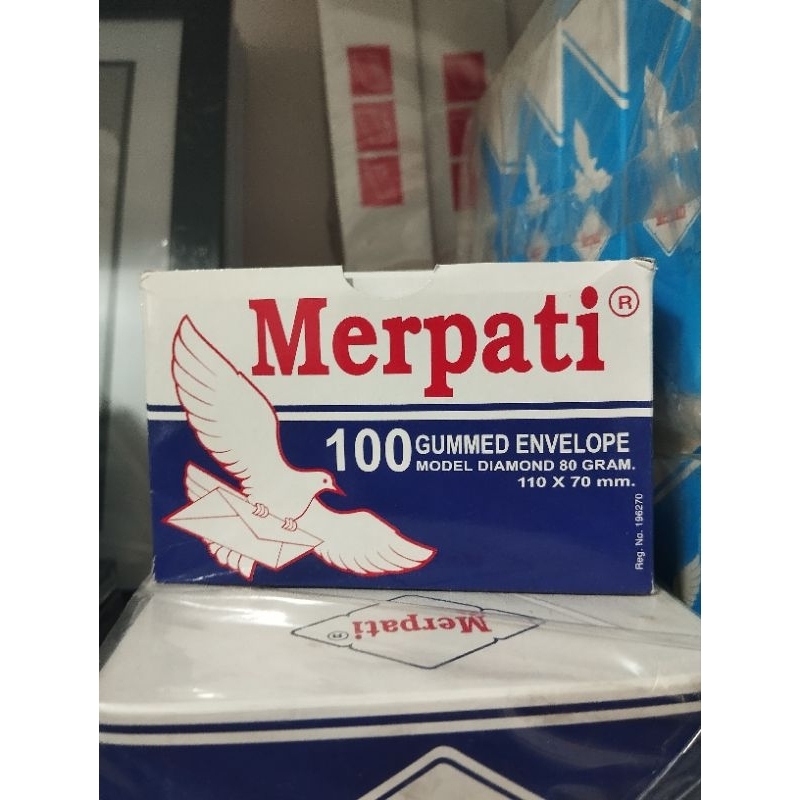 Merpati ®
100 GUMMED ENVELOPE
MODEL DIAMOND 80 GRAM.
110 X 70 mm.
Reg. No. 196270
Merpati ®